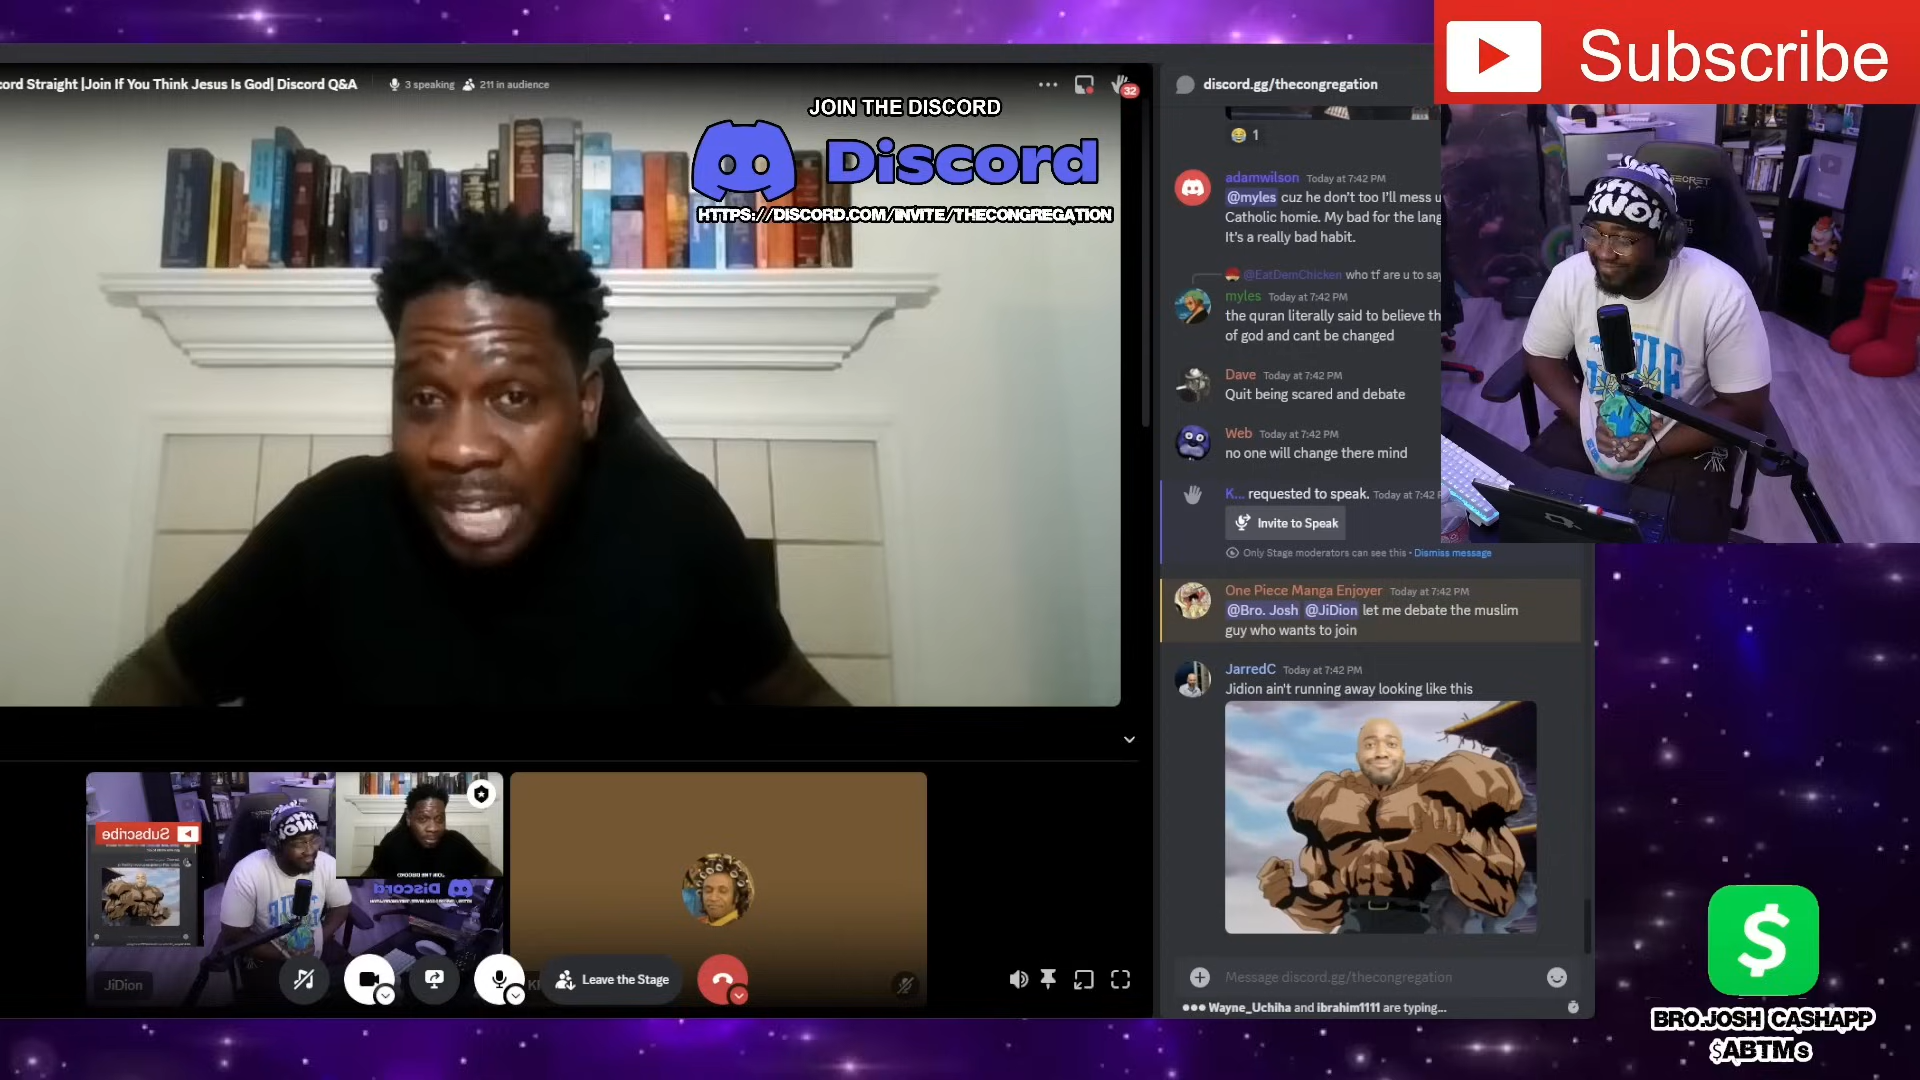 cord Straight |Join If You Think Jesus Is God| Discord Q&A
3 speaking
211 in audience
32
JOIN THE DISCORD
Discord
HTTPS://DISCORD.COM/INVITE/THECONGREGATION
discord.gg/thecongregation
Subscribe
1
adamwilson Today at 7:42 PM
@myles cuz he don't too I'll mess u
Catholic homie. My bad for the lang
It's a really bad habit.
@EatDemChicken who tf are u to say
myles Today at 7:42 PM
the quran literally said to believe th
of god and cant be changed
Dave Today at 7:42 PM
Quit being scared and debate
Web Today at 7:42 PM
no one will change there mind
K... requested to speak. Today at 7:42 P
Invite to Speak
Only Stage moderators can see this • Dismiss message
One Piece Manga Enjoyer Today at 7:42 PM
@Bro. Josh @JiDion let me debate the muslim
guy who wants to join
JarredC Today at 7:42 PM
Jidion ain't running away looking like this
Subscribe
Discord
JiDion
Leave the Stage
Message discord.gg/thecongregation
Wayne_Uchiha and ibrahim1111 are typing...
BRO.JOSH CASHAPP
$ABTMs